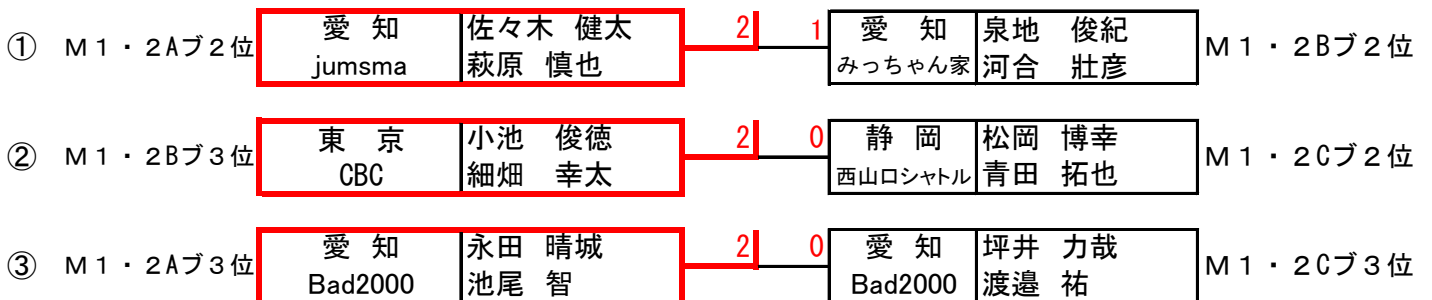 愛 知 佐々木 健太 2 1 愛 知 泉地 俊紀
① M1・2Aブ2位 M1・2Bブ2位
jumsma 萩原 慎也 みっちゃん家 河合 壯彦
東 京 小池 俊徳 2 0 静 岡 松岡 博幸
② M1・2Bブ3位 M1・2Cブ2位
CBC 細畑 幸太 西山口シャトル 青田 拓也
愛 知 永田 晴城 2 0 愛 知 坪井 力哉
③ M1・2Aブ3位 M1・2Cブ3位
Bad2000 池尾 智 Bad2000 渡邉 祐